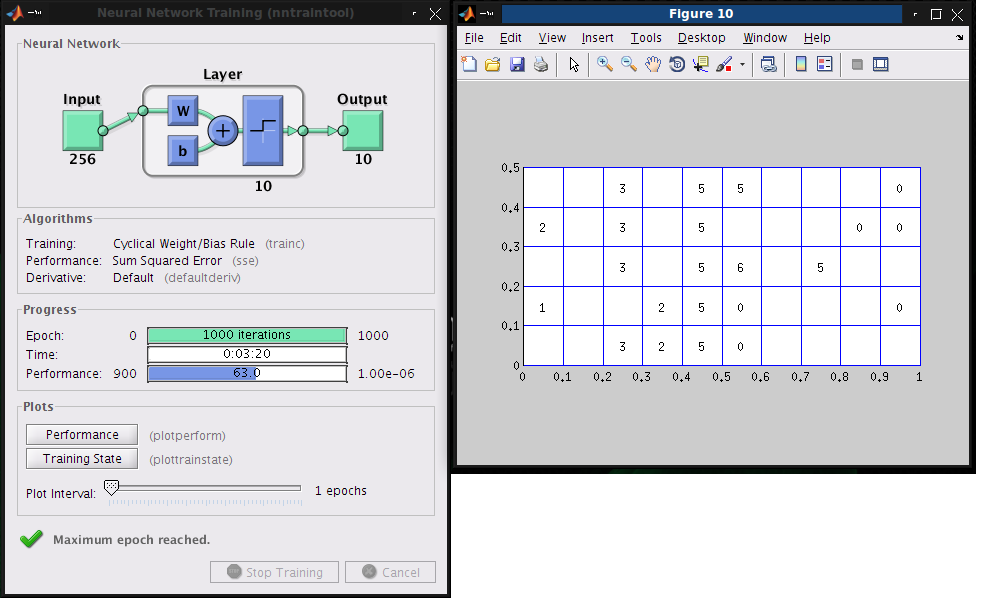 Neural Network Training (nntraintool)
Neural Network
Layer
Input
Output
W
b
+
256
10
10
Algorithms
Training: Cyclical Weight/Bias Rule (trainc)
Performance: Sum Squared Error (sse)
Derivative: Default (defaultderiv)
Progress
Epoch: 0 1000 iterations 1000
Time: 0:03:20
Performance: 900 63.0 1.00e-06
Plots
Performance (plotperform)
Training State (plottrainstate)
Plot Interval: 1 epochs
Maximum epoch reached.
Stop Training Cancel
Figure 10
File Edit View Insert Tools Desktop Window Help
0.5
3 5 5 0
0.4
2 3 5 0 0
0.3
3 5 6 5
0.2
1 2 5 0 0
0.1
3 2 5 0
0
0 0.1 0.2 0.3 0.4 0.5 0.6 0.7 0.8 0.9 1